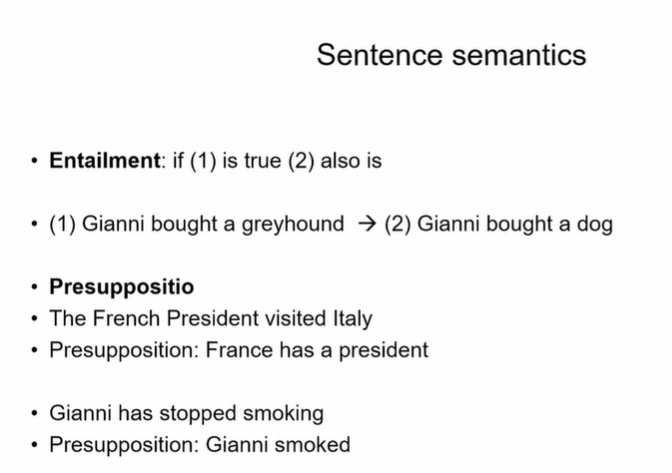 Sentence semantics
• Entailment: if (1) is true (2) also is
• (1) Gianni bought a greyhound → (2) Gianni bought a dog
• Presuppositio
• The French President visited Italy
• Presupposition: France has a president
• Gianni has stopped smoking
• Presupposition: Gianni smoked